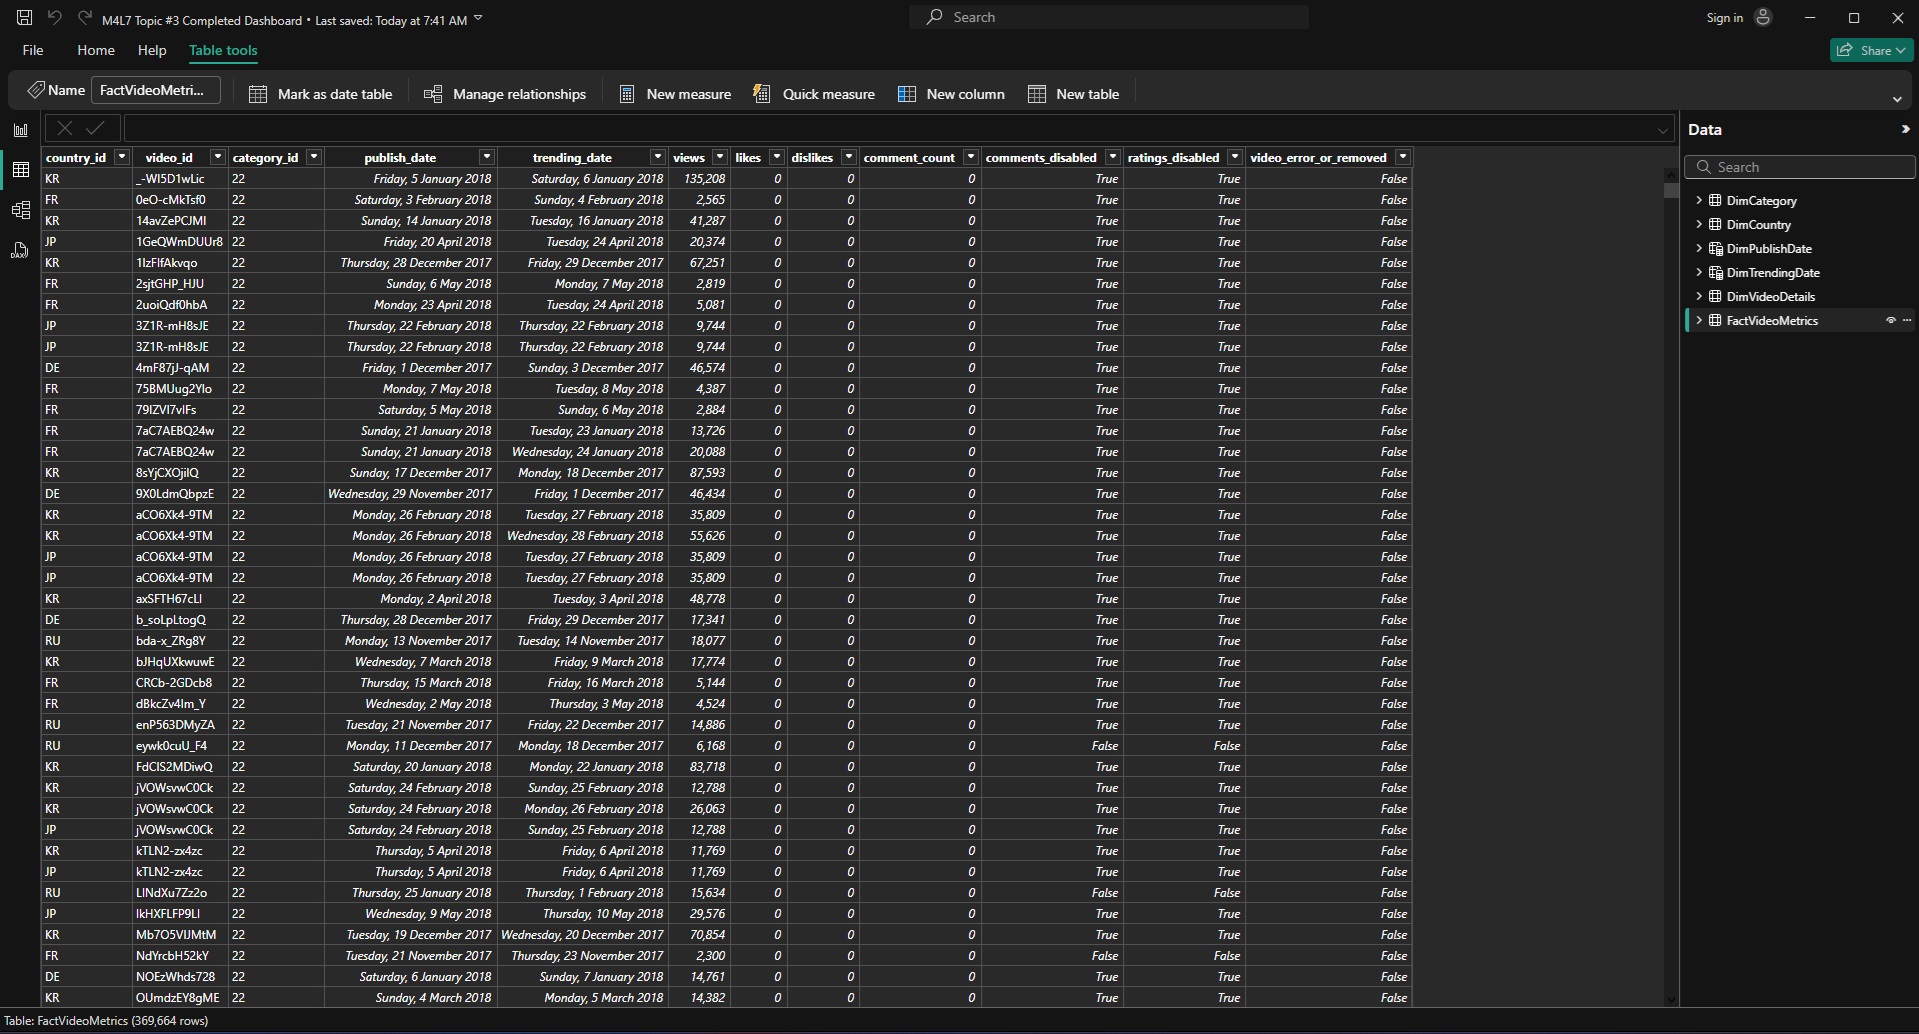 M4L7 Topic #3 Completed Dashboard • Last saved: Today at 7:41 AM
Search
Sign in
File Home Help Table tools
Share
Name FactVideoMetri... Mark as date table Manage relationships New measure Quick measure New column New table
Data
Search
DimCategory
DimCountry
DimPublishDate
DimTrendingDate
DimVideoDetails
FactVideoMetrics
DAX
country_id video_id category_id publish_date trending_date views likes dislikes comment_count comments_disabled ratings_disabled video_error_or_removed
KR _-WI5D1wLic 22 Friday, 5 January 2018 Saturday, 6 January 2018 135,208 0 0 0 True True False
FR 0eO-cMkTsf0 22 Saturday, 3 February 2018 Sunday, 4 February 2018 2,565 0 0 0 True True False
KR 14avZePCJMI 22 Sunday, 14 January 2018 Tuesday, 16 January 2018 41,287 0 0 0 True True False
JP 1GeQWmDUUr8 22 Friday, 20 April 2018 Tuesday, 24 April 2018 20,374 0 0 0 True True False
KR 1IzFIfAkvqo 22 Thursday, 28 December 2017 Friday, 29 December 2017 67,251 0 0 0 True True False
FR 2sjtGHP_HJU 22 Sunday, 6 May 2018 Monday, 7 May 2018 2,819 0 0 0 True True False
FR 2uoiQdf0hbA 22 Monday, 23 April 2018 Tuesday, 24 April 2018 5,081 0 0 0 True True False
JP 3Z1R-mH8sJE 22 Thursday, 22 February 2018 Thursday, 22 February 2018 9,744 0 0 0 True True False
JP 3Z1R-mH8sJE 22 Thursday, 22 February 2018 Thursday, 22 February 2018 9,744 0 0 0 True True False
DE 4mF87jJ-qAM 22 Friday, 1 December 2017 Sunday, 3 December 2017 46,574 0 0 0 True True False
FR 75BMUug2Ylo 22 Monday, 7 May 2018 Tuesday, 8 May 2018 4,387 0 0 0 True True False
FR 79IZVI7vIFs 22 Saturday, 5 May 2018 Sunday, 6 May 2018 2,884 0 0 0 True True False
FR 7aC7AEBQ24w 22 Sunday, 21 January 2018 Tuesday, 23 January 2018 13,726 0 0 0 True True False
FR 7aC7AEBQ24w 22 Sunday, 21 January 2018 Wednesday, 24 January 2018 20,088 0 0 0 True True False
KR 8sYjCXOjiIQ 22 Sunday, 17 December 2017 Monday, 18 December 2017 87,593 0 0 0 True True False
DE 9X0LdmQbpzE 22 Wednesday, 29 November 2017 Friday, 1 December 2017 46,434 0 0 0 True True False
KR aCO6Xk4-9TM 22 Monday, 26 February 2018 Tuesday, 27 February 2018 35,809 0 0 0 True True False
KR aCO6Xk4-9TM 22 Monday, 26 February 2018 Wednesday, 28 February 2018 55,626 0 0 0 True True False
JP aCO6Xk4-9TM 22 Monday, 26 February 2018 Tuesday, 27 February 2018 35,809 0 0 0 True True False
JP aCO6Xk4-9TM 22 Monday, 26 February 2018 Tuesday, 27 February 2018 35,809 0 0 0 True True False
KR axSFTH67cLI 22 Monday, 2 April 2018 Tuesday, 3 April 2018 48,778 0 0 0 True True False
DE b_soLpLtogQ 22 Thursday, 28 December 2017 Friday, 29 December 2017 17,341 0 0 0 True True False
RU bda-x_ZRg8Y 22 Monday, 13 November 2017 Tuesday, 14 November 2017 18,077 0 0 0 True True False
KR bJHqUXkwuwE 22 Wednesday, 7 March 2018 Friday, 9 March 2018 17,774 0 0 0 True True False
FR CRCb-2GDcb8 22 Thursday, 15 March 2018 Friday, 16 March 2018 5,144 0 0 0 True True False
FR dBkcZv4Im_Y 22 Wednesday, 2 May 2018 Thursday, 3 May 2018 4,524 0 0 0 True True False
RU enP563DMyZA 22 Tuesday, 21 November 2017 Friday, 22 December 2017 14,886 0 0 0 True True False
RU eywk0cuU_F4 22 Monday, 11 December 2017 Monday, 18 December 2017 6,168 0 0 0 False False False
KR FdCIS2MDiwQ 22 Saturday, 20 January 2018 Monday, 22 January 2018 83,718 0 0 0 True True False
KR jVOWsvwC0Ck 22 Saturday, 24 February 2018 Sunday, 25 February 2018 12,788 0 0 0 True True False
KR jVOWsvwC0Ck 22 Saturday, 24 February 2018 Monday, 26 February 2018 26,063 0 0 0 True True False
JP jVOWsvwC0Ck 22 Saturday, 24 February 2018 Sunday, 25 February 2018 12,788 0 0 0 True True False
KR kTLN2-zx4zc 22 Thursday, 5 April 2018 Friday, 6 April 2018 11,769 0 0 0 True True False
JP kTLN2-zx4zc 22 Thursday, 5 April 2018 Friday, 6 April 2018 11,769 0 0 0 True True False
RU LINdXu7Zz2o 22 Thursday, 25 January 2018 Thursday, 1 February 2018 15,634 0 0 0 False False False
JP lkHXFLFP9LI 22 Wednesday, 9 May 2018 Thursday, 10 May 2018 29,576 0 0 0 True True False
KR Mb7O5VIJMtM 22 Tuesday, 19 December 2017 Wednesday, 20 December 2017 70,854 0 0 0 True True False
FR NdYrcbH52kY 22 Tuesday, 21 November 2017 Thursday, 23 November 2017 2,300 0 0 0 False False False
DE NOEzWhds728 22 Saturday, 6 January 2018 Sunday, 7 January 2018 14,761 0 0 0 True True False
KR OUmdzEY8gME 22 Sunday, 4 March 2018 Monday, 5 March 2018 14,382 0 0 0 True True False
Table: FactVideoMetrics (369,664 rows)